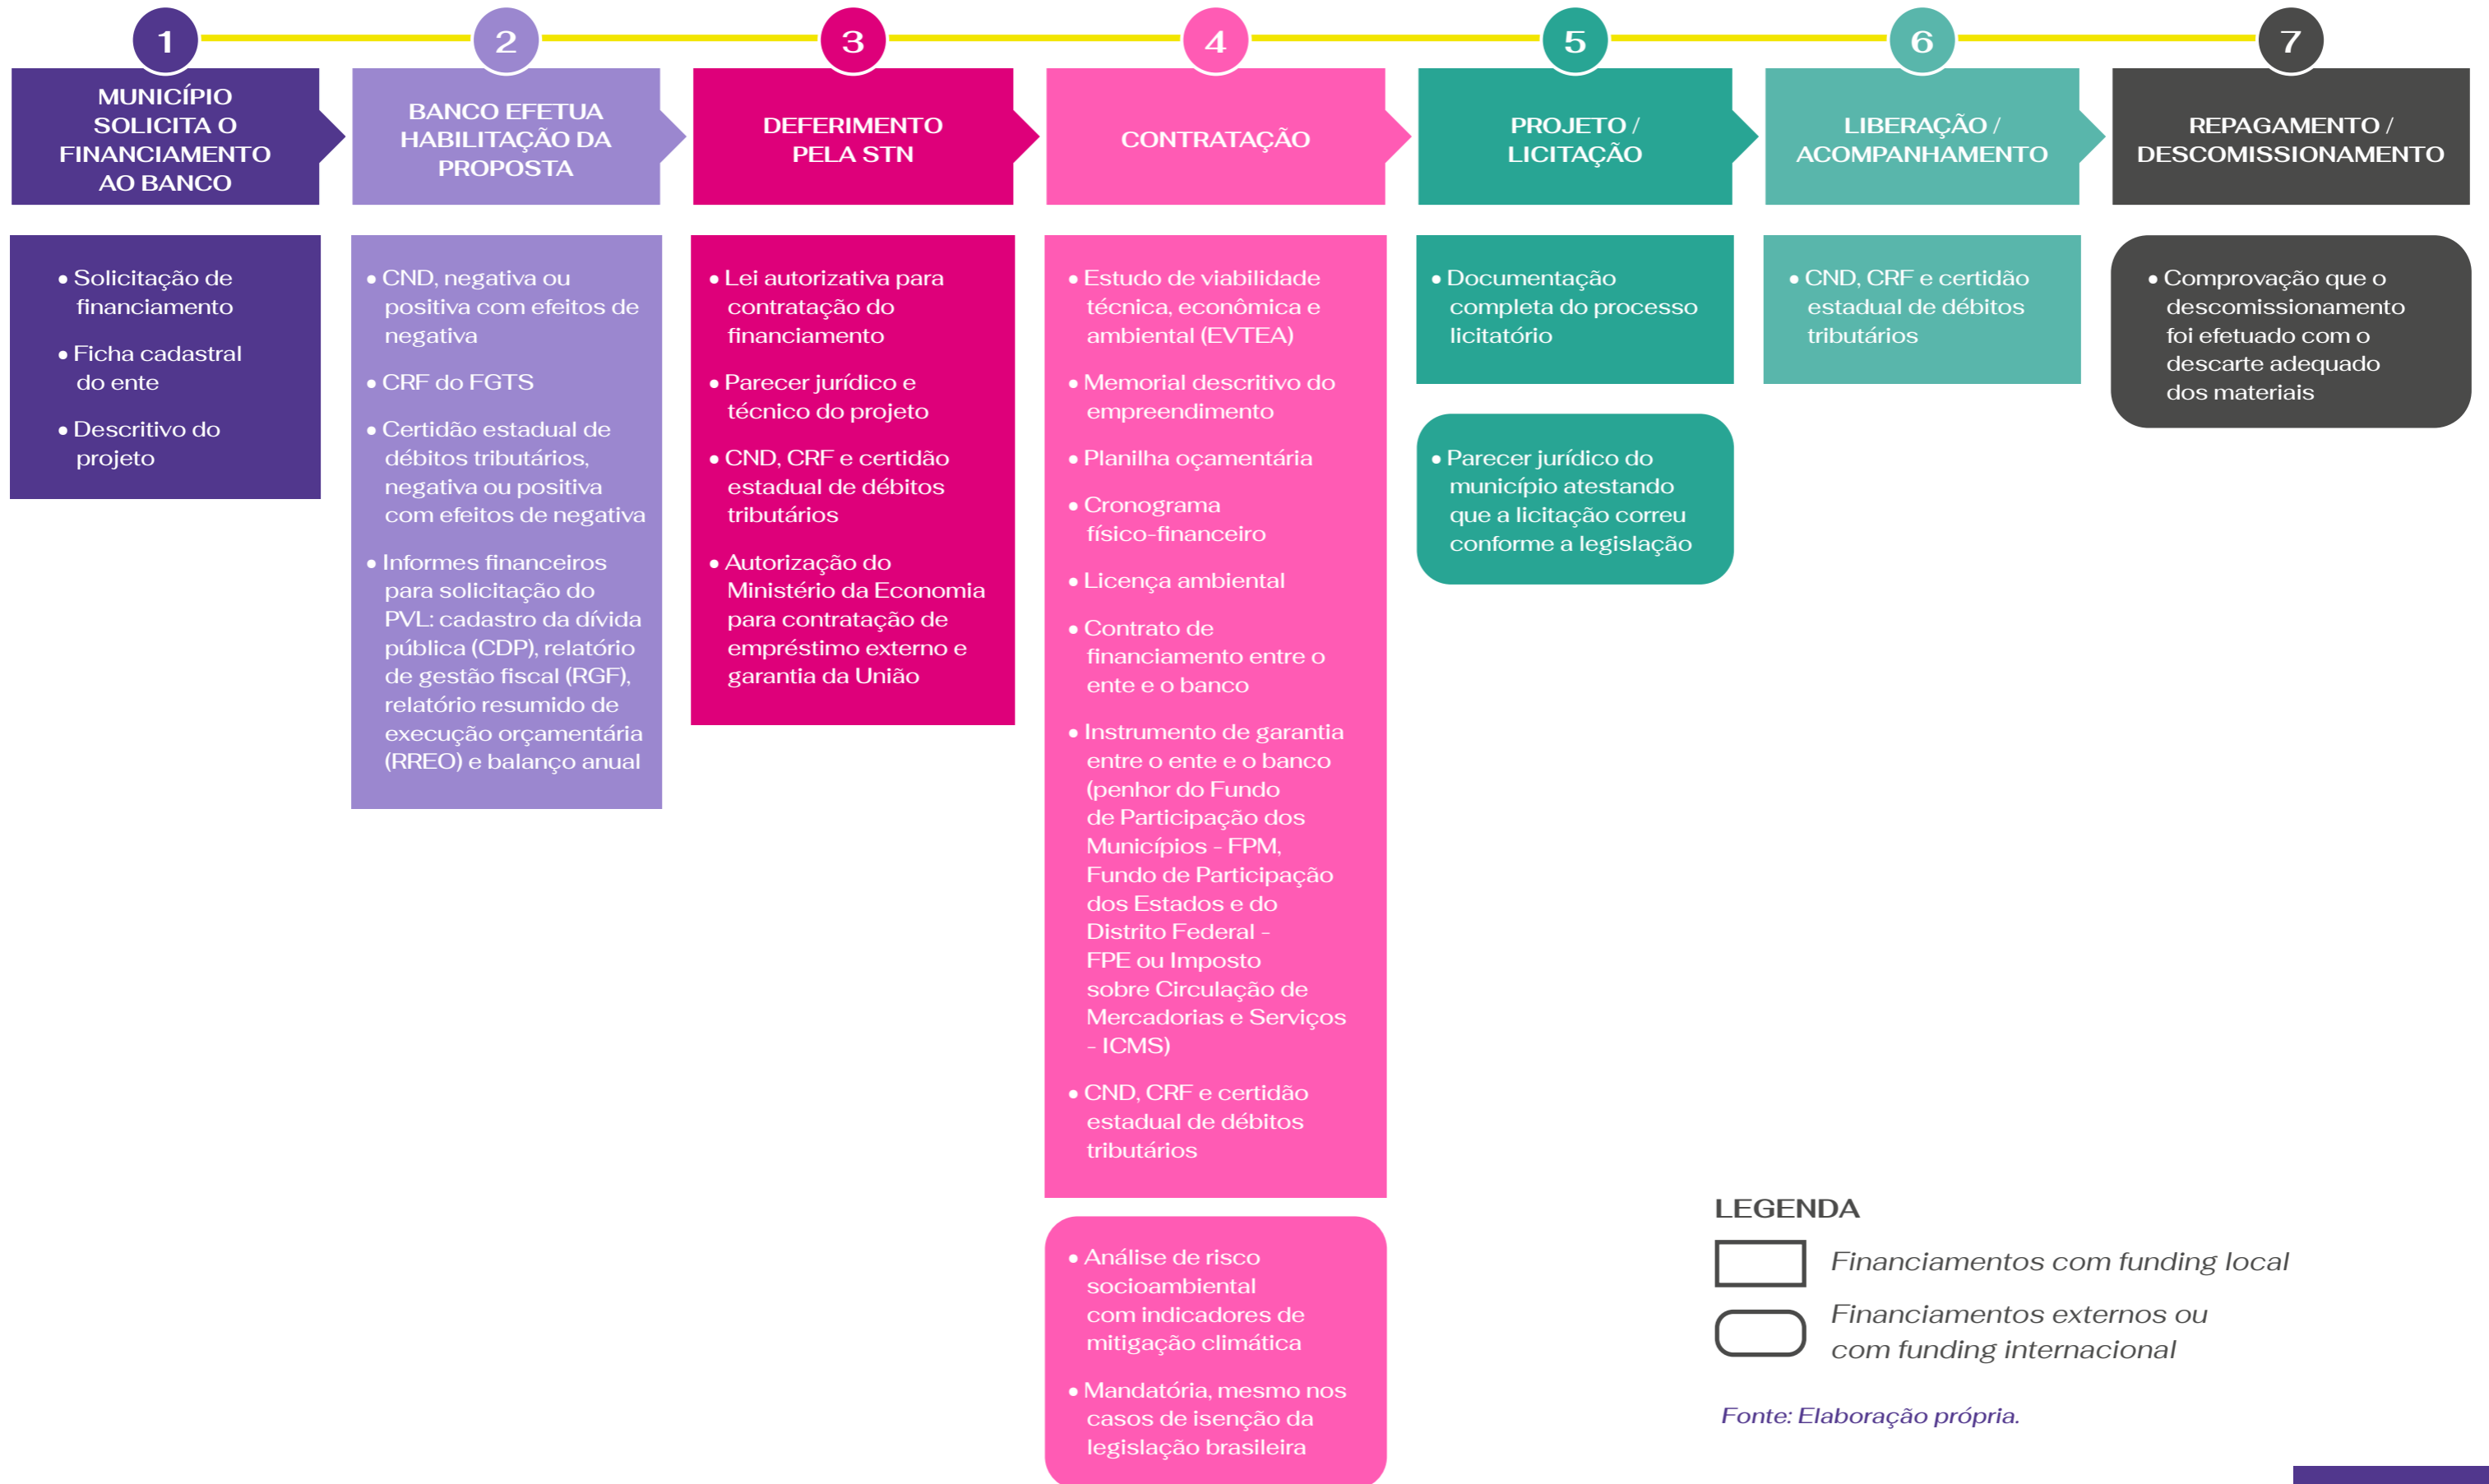 1
MUNICÍPIO
SOLICITA O
FINANCIAMENTO
AO BANCO
• Solicitação de
financiamento
• Ficha cadastral
do ente
• Descritivo do
projeto
2
BANCO EFETUA
HABILITAÇÃO DA
PROPOSTA
• CND, negativa ou
positiva com efeitos de
negativa
• CRF do FGTS
• Certidão estadual de
débitos tributários,
negativa ou positiva
com efeitos de negativa
• Informes financeiros
para solicitação do
PVL: cadastro da dívida
pública (CDP), relatório
de gestão fiscal (RGF),
relatório resumido de
execução orçamentária
(RREO) e balanço anual
3
DEFERIMENTO
PELA STN
• Lei autorizativa para
contratação do
financiamento
• Parecer jurídico e
técnico do projeto
• CND, CRF e certidão
estadual de débitos
tributários
• Autorização do
Ministério da Economia
para contratação de
empréstimo externo e
garantia da União
4
CONTRATAÇÃO
• Estudo de viabilidade
técnica, econômica e
ambiental (EVTEA)
• Memorial descritivo do
empreendimento
• Planilha oçamentária
• Cronograma
físico-financeiro
• Licença ambiental
• Contrato de
financiamento entre o
ente e o banco
• Instrumento de garantia
entre o ente e o banco
(penhor do Fundo
de Participação dos
Municípios - FPM,
Fundo de Participação
dos Estados e do
Distrito Federal -
FPE ou Imposto
sobre Circulação de
Mercadorias e Serviços
- ICMS)
• CND, CRF e certidão
estadual de débitos
tributários
• Análise de risco
socioambiental
com indicadores de
mitigação climática
• Mandatória, mesmo nos
casos de isenção da
legislação brasileira
5
PROJETO /
LICITAÇÃO
• Documentação
completa do processo
licitatório
• Parecer jurídico do
município atestando
que a licitação correu
conforme a legislação
6
LIBERAÇÃO /
ACOMPANHAMENTO
• CND, CRF e certidão
estadual de débitos
tributários
7
REPAGAMENTO /
DESCOMISSIONAMENTO
• Comprovação que o
descomissionamento
foi efetuado com o
descarte adequado
dos materiais
LEGENDA
Financiamentos com funding local
Financiamentos externos ou
com funding internacional
Fonte: Elaboração própria.